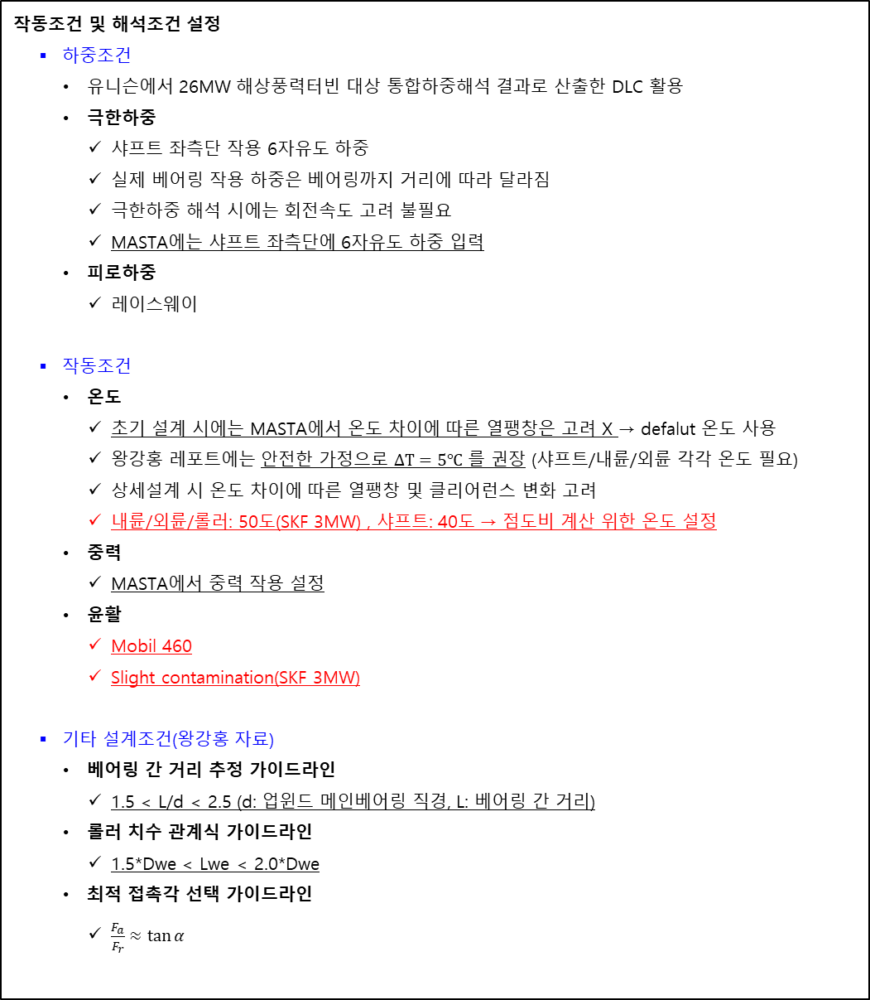 작동조건 및 해석조건 설정
▪ 하중조건
• 유니슨에서 26MW 해상풍력터빈 대상 통합하중해석 결과로 산출한 DLC 활용
• 극한하중
✓ 샤프트 좌측단 작용 6자유도 하중
✓ 실제 베어링 작용 하중은 베어링까지 거리에 따라 달라짐
✓ 극한하중 해석 시에는 회전속도 고려 불필요
✓ MASTA에는 샤프트 좌측단에 6자유도 하중 입력
• 피로하중
✓ 레이스웨이
▪ 작동조건
• 온도
✓ 초기 설계 시에는 MASTA에서 온도 차이에 따른 열팽창은 고려 X → defalut 온도 사용
✓ 왕강홍 레포트에는 안전한 가정으로 ΔT = 5℃ 를 권장 (샤프트/내륜/외륜 각각 온도 필요)
✓ 상세설계 시 온도 차이에 따른 열팽창 및 클리어런스 변화 고려
✓ 내륜/외륜/롤러: 50도(SKF 3MW) , 샤프트: 40도 → 점도비 계산 위한 온도 설정
• 중력
✓ MASTA에서 중력 작용 설정
• 윤활
✓ Mobil 460
✓ Slight contamination(SKF 3MW)
▪ 기타 설계조건(왕강홍 자료)
• 베어링 간 거리 추정 가이드라인
✓ 1.5 < L/d < 2.5 (d: 업윈드 메인베어링 직경, L: 베어링 간 거리)
• 롤러 치수 관계식 가이드라인
✓ 1.5*Dwe < Lwe < 2.0*Dwe
• 최적 접촉각 선택 가이드라인
✓ Fa/Fr ≈ tan α